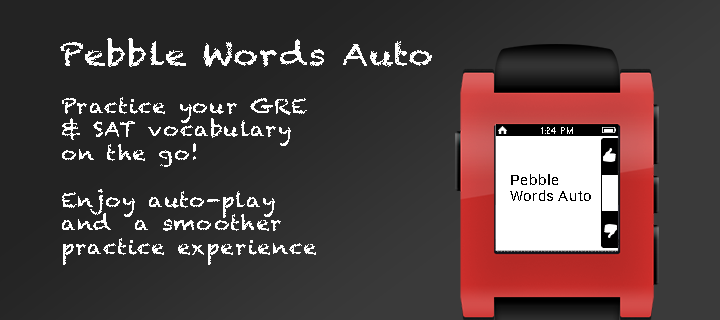 Pebble Words Auto
Practice your GRE
& SAT vocabulary
on the go!
Enjoy auto-play
and a smoother
practice experience
1:24 PM
Pebble
Words Auto